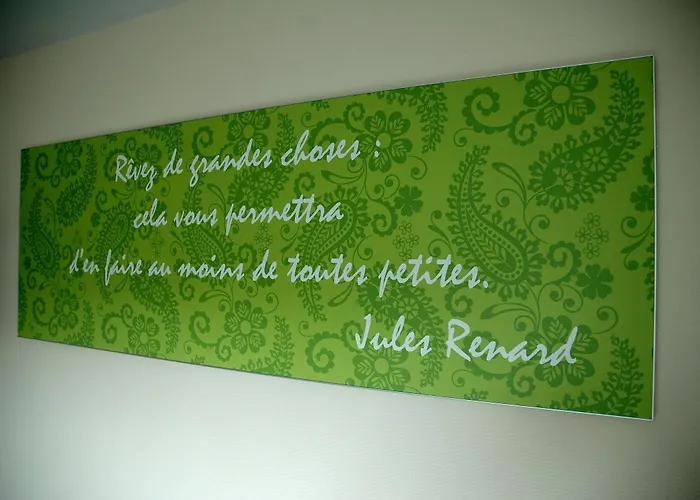 Rêvez de grandes choses :
cela vous permettra
d'en faire au moins de toutes petites.
Jules Renard